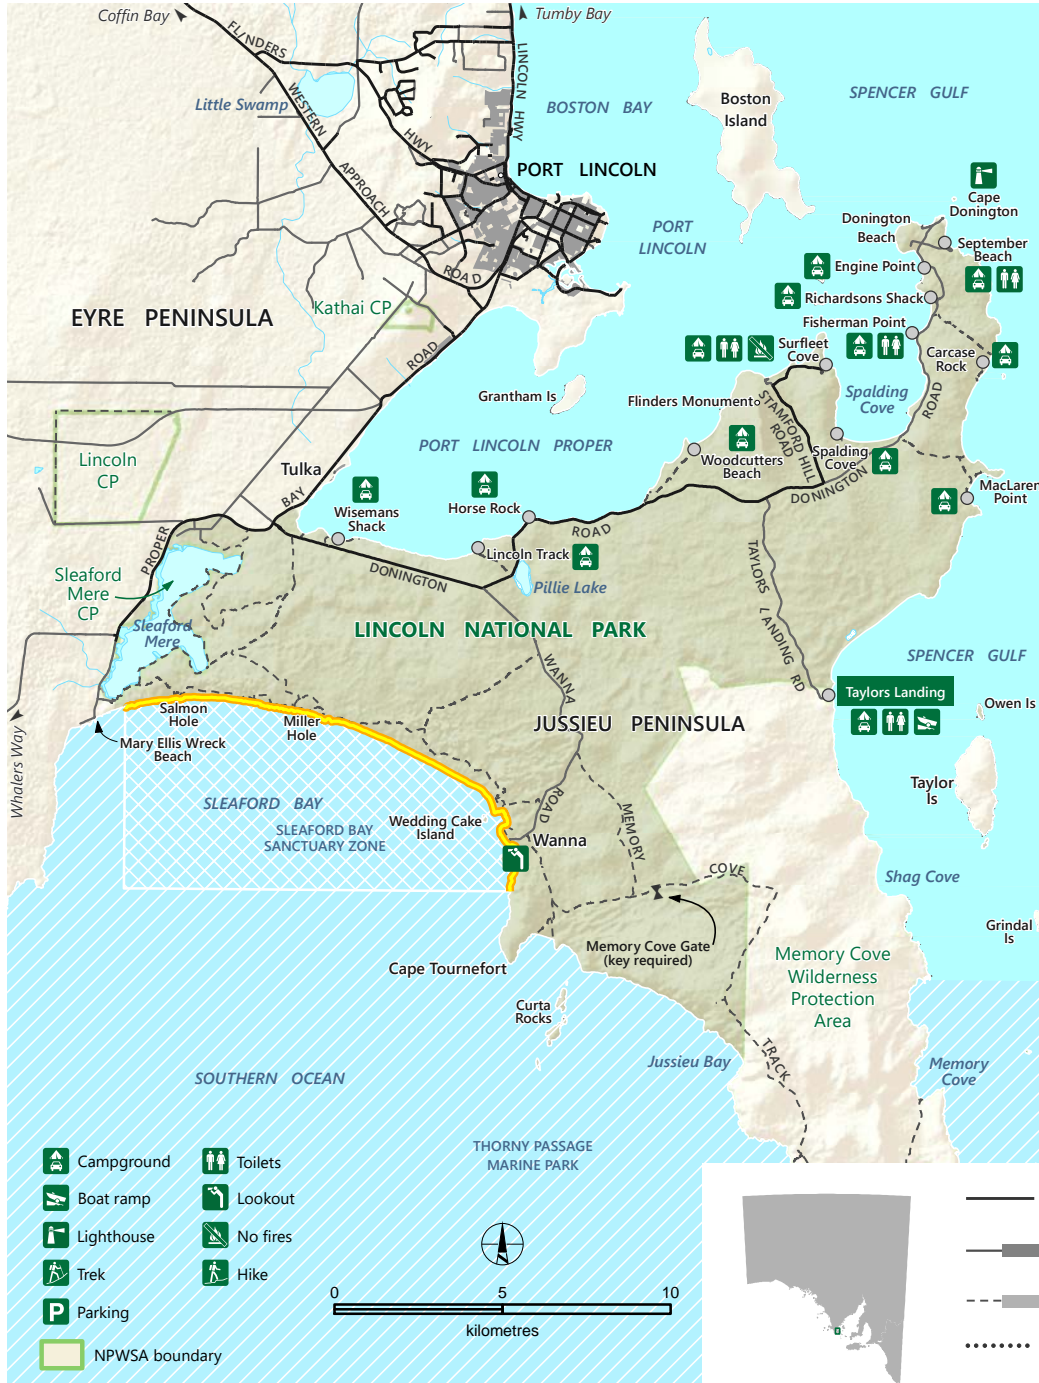 Coffin Bay
Tumby Bay
FLINDERS
HWY
LINCOLN HWY
Little Swamp
WESTERN
APPROACH
ROAD
BOSTON BAY
Boston
Island
SPENCER GULF
PORT LINCOLN
PORT
LINCOLN
Cape
Donington
Donington
Beach
September
Beach
Engine Point
Richardsons Shack
Fisherman Point
Kathai CP
EYRE PENINSULA
ROAD
Surfleet
Cove
Carcase
Rock
Grantham Is
Flinders Monument
Spalding
Cove
ROAD
STAMFORD HILL
ROAD
PORT LINCOLN PROPER
Lincoln
CP
Tulka
BAY
Woodcutters
Beach
Spalding
Cove
DONINGTON
MacLaren
Point
Wisemans
Shack
Horse Rock
ROAD
PROPER
Lincoln Track
DONINGTON
Pillie Lake
TAYLORS LANDING RD
Sleaford
Mere
CP
Sleaford
Mere
LINCOLN NATIONAL PARK
WANNA
ROAD
SPENCER GULF
Taylors Landing
Owen Is
Salmon
Hole
Miller
Hole
JUSSIEU PENINSULA
Mary Ellis Wreck
Beach
Whalers Way
Taylor
Is
SLEAFORD BAY
SLEAFORD BAY
SANCTUARY ZONE
Wedding Cake
Island
Wanna
MEMORY
COVE
Shag Cove
Grindal
Is
Memory Cove Gate
(key required)
Cape Tournefort
Memory Cove
Wilderness
Protection
Area
Curta
Rocks
TRACK
Jussieu Bay
Memory
Cove
SOUTHERN OCEAN
THORNY PASSAGE
MARINE PARK
Campground
Toilets
Boat ramp
Lookout
Lighthouse
No fires
Trek
Hike
P Parking
NPWSA boundary
0 5 10
kilometres